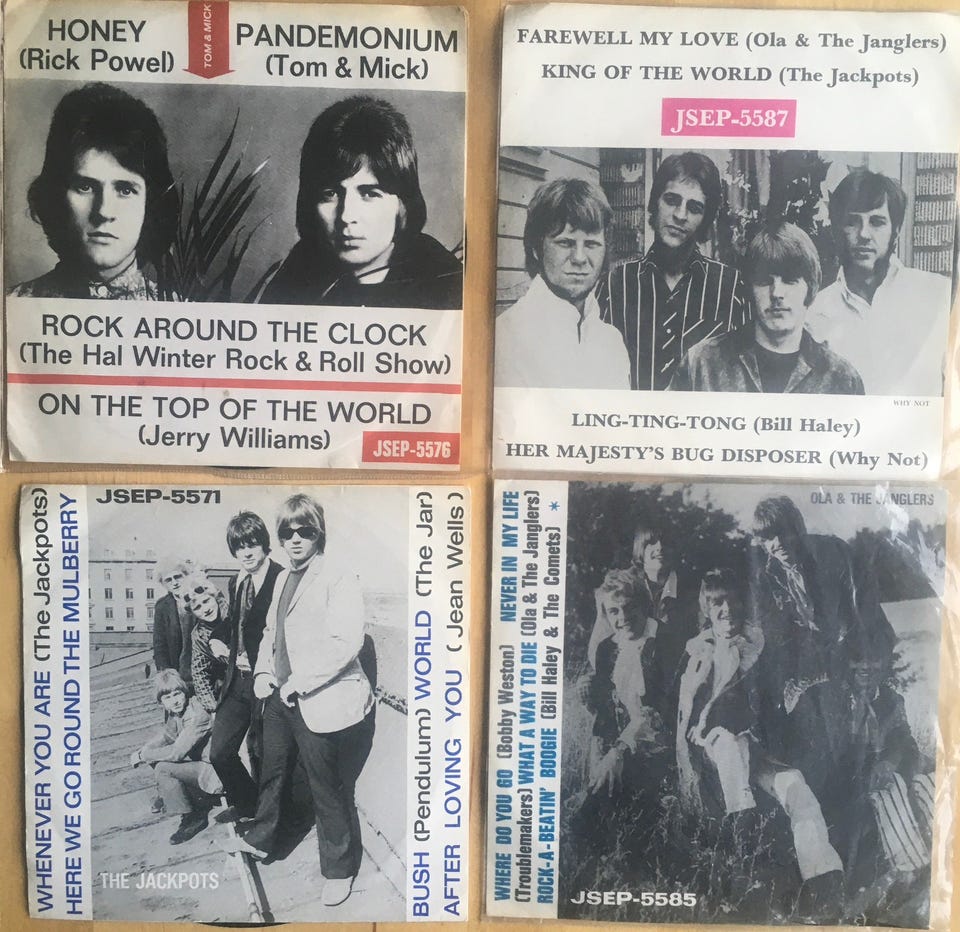 HONEY
(Rick Powel)
TOM & MICK
PANDEMONIUM
(Tom & Mick)
ROCK AROUND THE CLOCK
(The Hal Winter Rock & Roll Show)
ON THE TOP OF THE WORLD
(Jerry Williams)
JSEP-5576
FAREWELL MY LOVE (Ola & The Janglers)
KING OF THE WORLD (The Jackpots)
JSEP-5587
WHY NOT
LING-TING-TONG (Bill Haley)
HER MAJESTY'S BUG DISPOSER (Why Not)
WHENEVER YOU ARE (The Jackpots)
HERE WE GO ROUND THE MULBERRY
JSEP-5571
THE JACKPOTS
BUSH (Pendulum) WORLD (The Jar)
AFTER LOVING YOU (Jean Wells)
WHERE DO YOU GO (Bobby Weston) NEVER IN MY LIFE
(Troublemakers) WHAT A WAY TO DIE (Ola & The Janglers)
ROCK-A-BEATIN' BOOGIE (Bill Haley & The Comets) *
OLA & THE JANGLERS
JSEP-5585